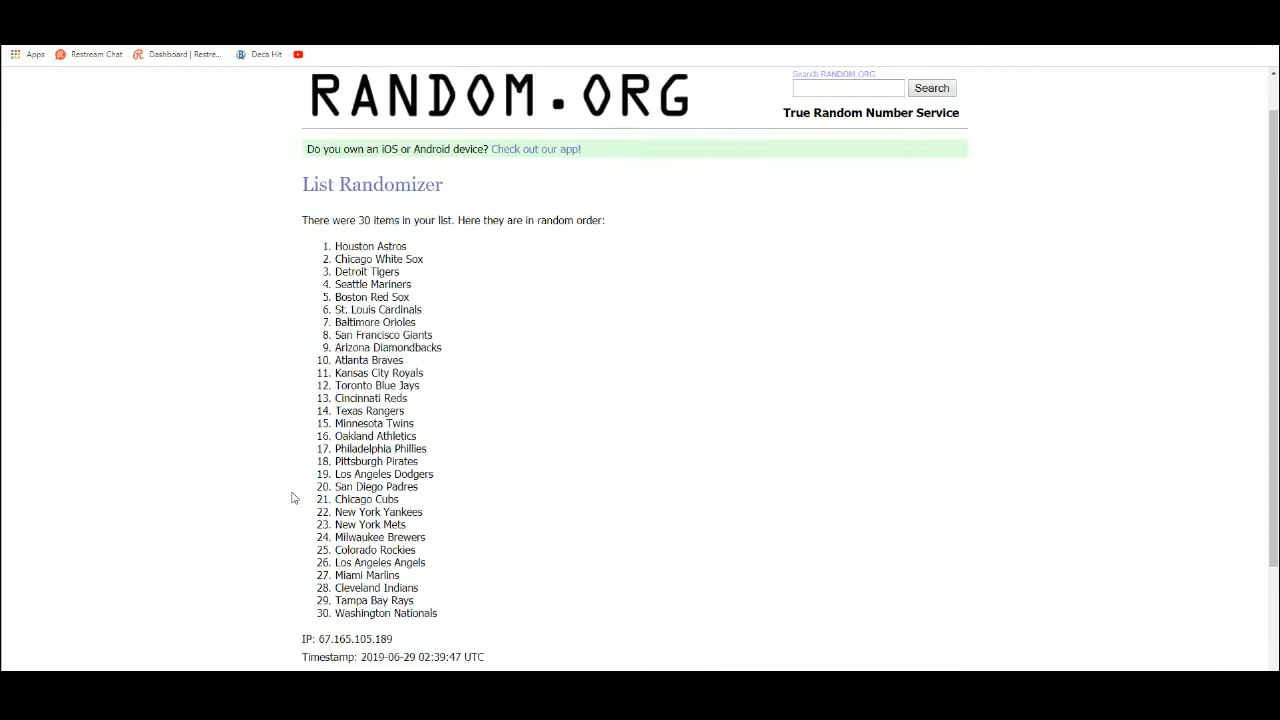 Apps Restream Chat Dashboard | Restre... Deca Hit
RANDOM.ORG
Search RANDOM.ORG
Search
True Random Number Service
Do you own an iOS or Android device? Check out our app!
List Randomizer
There were 30 items in your list. Here they are in random order:
1. Houston Astros
2. Chicago White Sox
3. Detroit Tigers
4. Seattle Mariners
5. Boston Red Sox
6. St. Louis Cardinals
7. Baltimore Orioles
8. San Francisco Giants
9. Arizona Diamondbacks
10. Atlanta Braves
11. Kansas City Royals
12. Toronto Blue Jays
13. Cincinnati Reds
14. Texas Rangers
15. Minnesota Twins
16. Oakland Athletics
17. Philadelphia Phillies
18. Pittsburgh Pirates
19. Los Angeles Dodgers
20. San Diego Padres
21. Chicago Cubs
22. New York Yankees
23. New York Mets
24. Milwaukee Brewers
25. Colorado Rockies
26. Los Angeles Angels
27. Miami Marlins
28. Cleveland Indians
29. Tampa Bay Rays
30. Washington Nationals
IP: 67.165.105.189
Timestamp: 2019-06-29 02:39:47 UTC